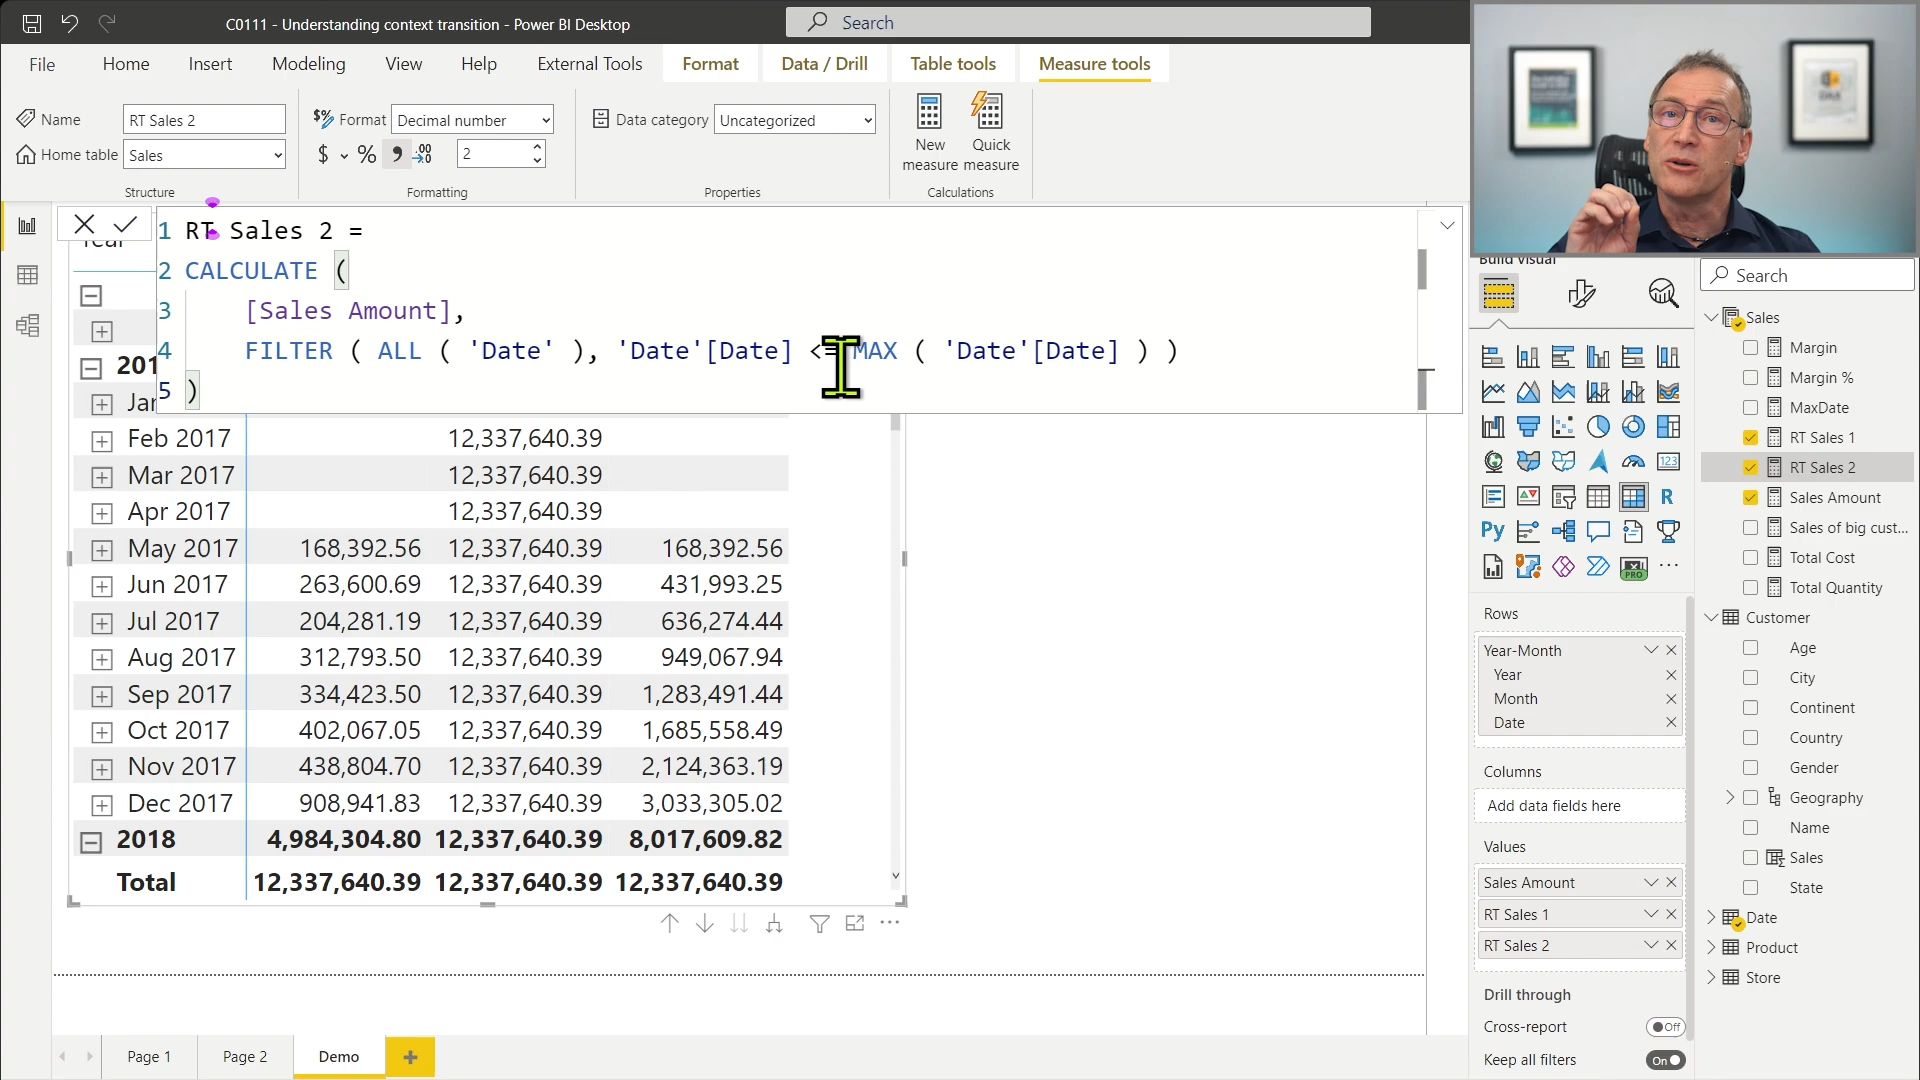 C0111 - Understanding context transition - Power BI Desktop
Search
File Home Insert Modeling View Help External Tools Format Data / Drill Table tools Measure tools
Name RT Sales 2
Home table Sales
Structure
Format Decimal number
$ % 2
Formatting
Data category Uncategorized
Properties
New measure
Quick measure
Calculations
1 RT Sales 2 =
2 CALCULATE (
3 [Sales Amount],
4 FILTER ( ALL ( 'Date' ), 'Date'[Date] <= MAX ( 'Date'[Date] ) )
5 )
Feb 2017 12,337,640.39
Mar 2017 12,337,640.39
Apr 2017 12,337,640.39
May 2017 168,392.56 12,337,640.39 168,392.56
Jun 2017 263,600.69 12,337,640.39 431,993.25
Jul 2017 204,281.19 12,337,640.39 636,274.44
Aug 2017 312,793.50 12,337,640.39 949,067.94
Sep 2017 334,423.50 12,337,640.39 1,283,491.44
Oct 2017 402,067.05 12,337,640.39 1,685,558.49
Nov 2017 438,804.70 12,337,640.39 2,124,363.19
Dec 2017 908,941.83 12,337,640.39 3,033,305.02
2018 4,984,304.80 12,337,640.39 8,017,609.82
Total 12,337,640.39 12,337,640.39 12,337,640.39
Page 1 Page 2 Demo +
Build visual
123
R
Py
PRO
Rows
Year-Month
Year
Month
Date
Columns
Add data fields here
Values
Sales Amount
RT Sales 1
RT Sales 2
Drill through
Cross-report Off
Keep all filters On
Search
Sales
Margin
Margin %
MaxDate
RT Sales 1
RT Sales 2
Sales Amount
Sales of big cust...
Total Cost
Total Quantity
Customer
Age
City
Continent
Country
Gender
Geography
Name
Sales
State
Date
Product
Store